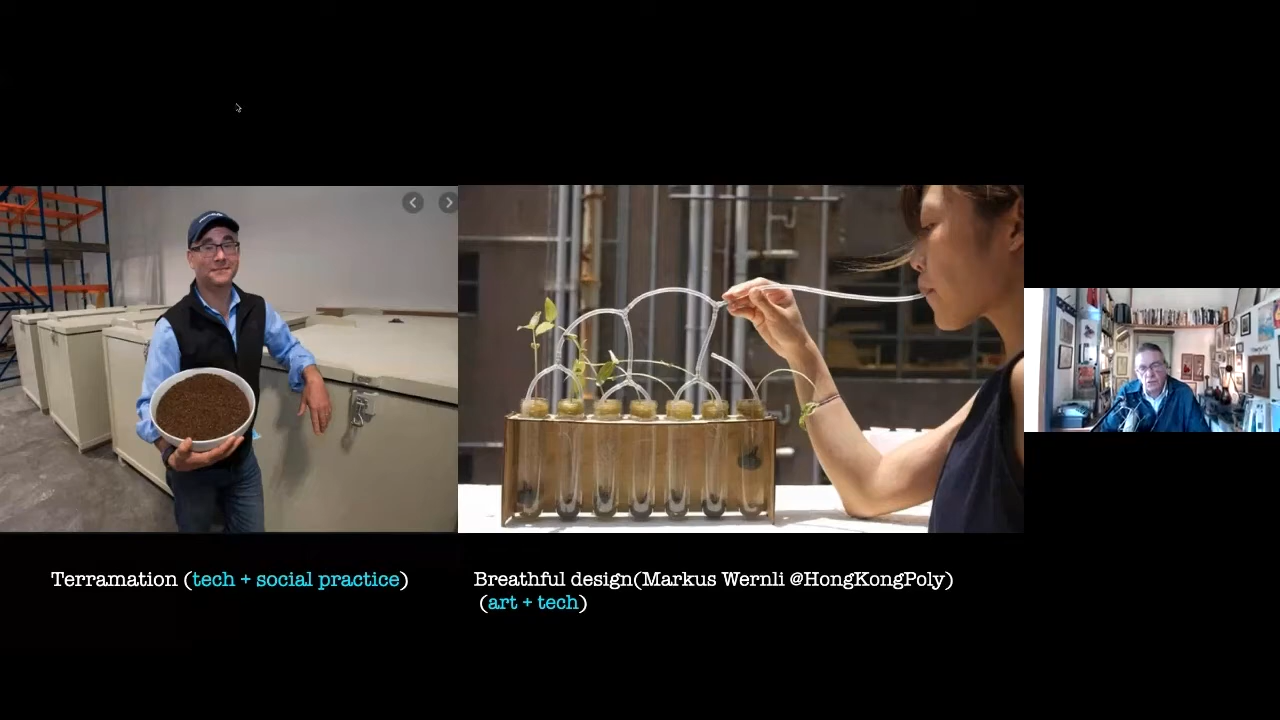 Terramation (tech + social practice)
Breathful design(Markus Wernli @HongKongPoly)
(art + tech)